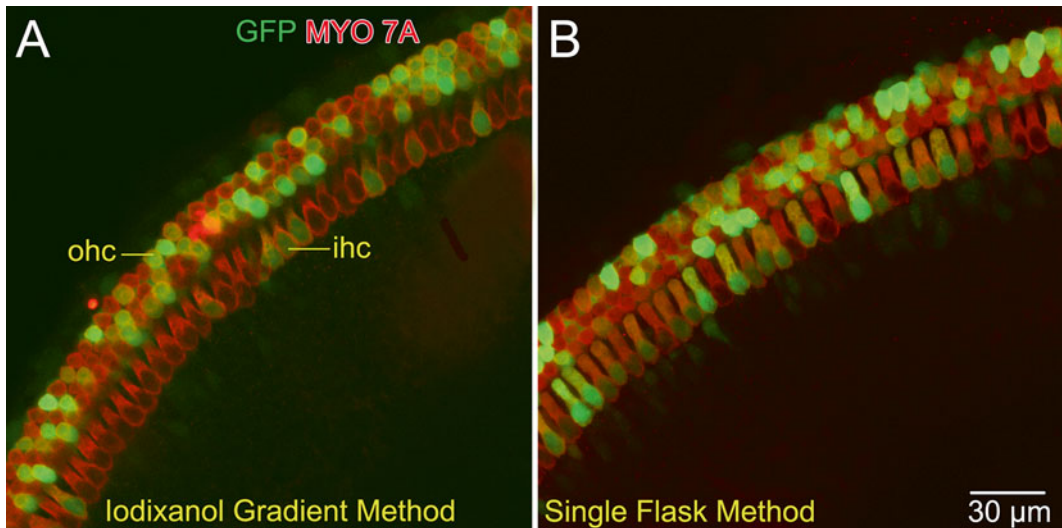 A
GFP MYO 7A
ohc
ihc
Iodixanol Gradient Method
B
Single Flask Method
30 µm